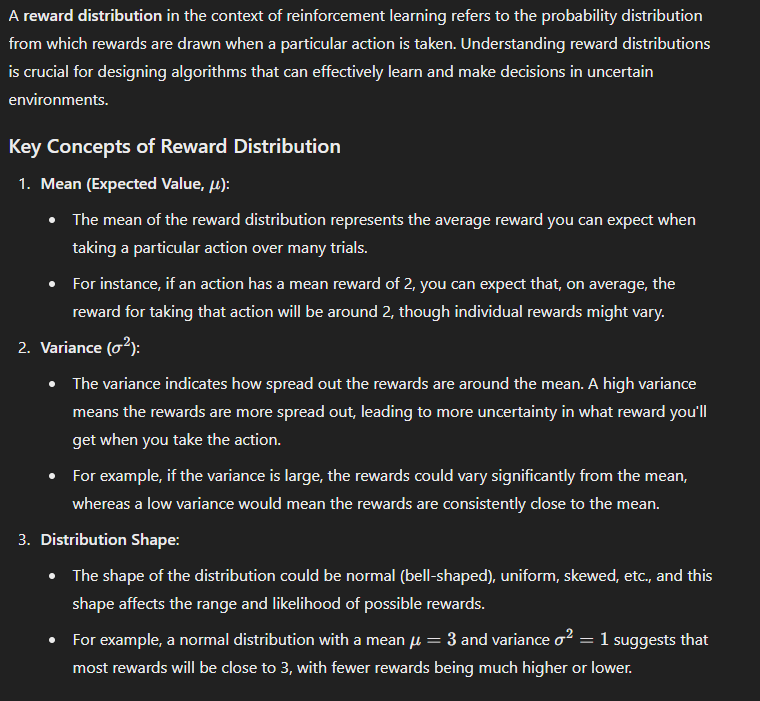 A reward distribution in the context of reinforcement learning refers to the probability distribution
from which rewards are drawn when a particular action is taken. Understanding reward distributions
is crucial for designing algorithms that can effectively learn and make decisions in uncertain
environments.
Key Concepts of Reward Distribution
1. Mean (Expected Value, μ):
• The mean of the reward distribution represents the average reward you can expect when
taking a particular action over many trials.
• For instance, if an action has a mean reward of 2, you can expect that, on average, the
reward for taking that action will be around 2, though individual rewards might vary.
2. Variance (σ²):
• The variance indicates how spread out the rewards are around the mean. A high variance
means the rewards are more spread out, leading to more uncertainty in what reward you'll
get when you take the action.
• For example, if the variance is large, the rewards could vary significantly from the mean,
whereas a low variance would mean the rewards are consistently close to the mean.
3. Distribution Shape:
• The shape of the distribution could be normal (bell-shaped), uniform, skewed, etc., and this
shape affects the range and likelihood of possible rewards.
• For example, a normal distribution with a mean μ = 3 and variance σ² = 1 suggests that
most rewards will be close to 3, with fewer rewards being much higher or lower.